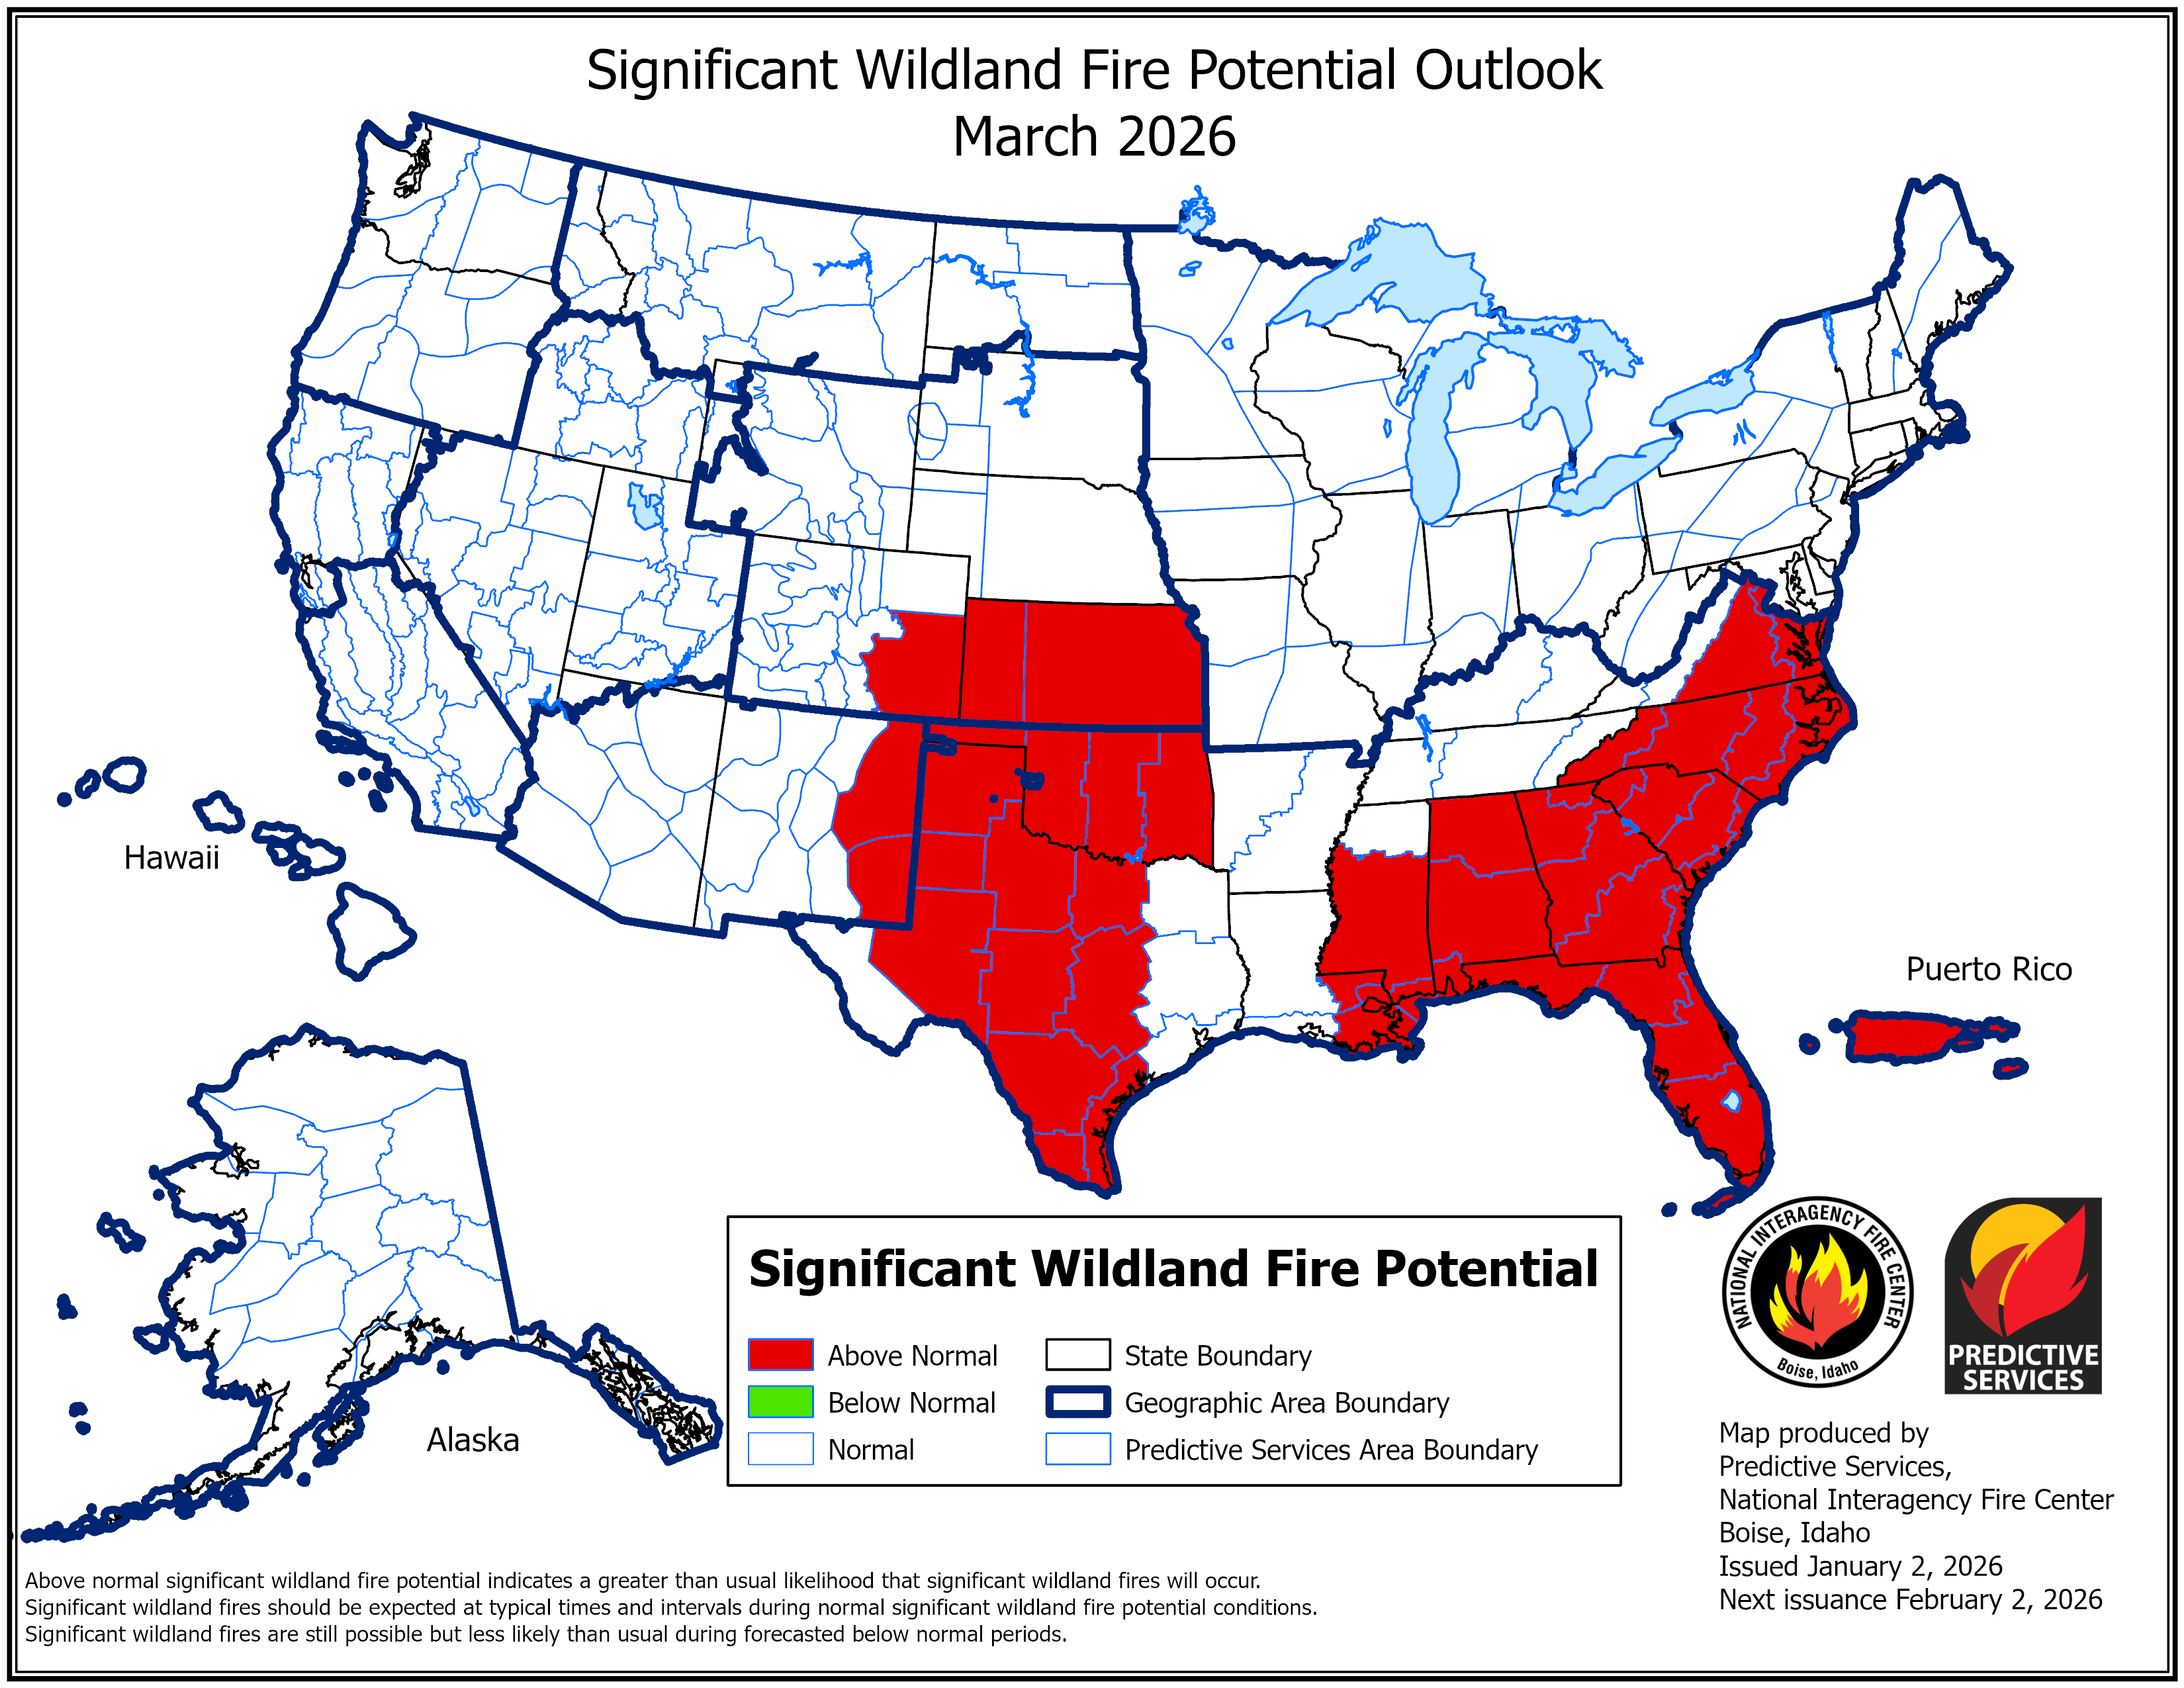 Significant Wildland Fire Potential Outlook
March 2026
Hawaii
Puerto Rico
Alaska
Significant Wildland Fire Potential
Above Normal
Below Normal
Normal
State Boundary
Geographic Area Boundary
Predictive Services Area Boundary
NATIONAL INTERAGENCY FIRE CENTER
Boise, Idaho
PREDICTIVE
SERVICES
Map produced by
Predictive Services,
National Interagency Fire Center
Boise, Idaho
Issued January 2, 2026
Next issuance February 2, 2026
Above normal significant wildland fire potential indicates a greater than usual likelihood that significant wildland fires will occur.
Significant wildland fires should be expected at typical times and intervals during normal significant wildland fire potential conditions.
Significant wildland fires are still possible but less likely than usual during forecasted below normal periods.